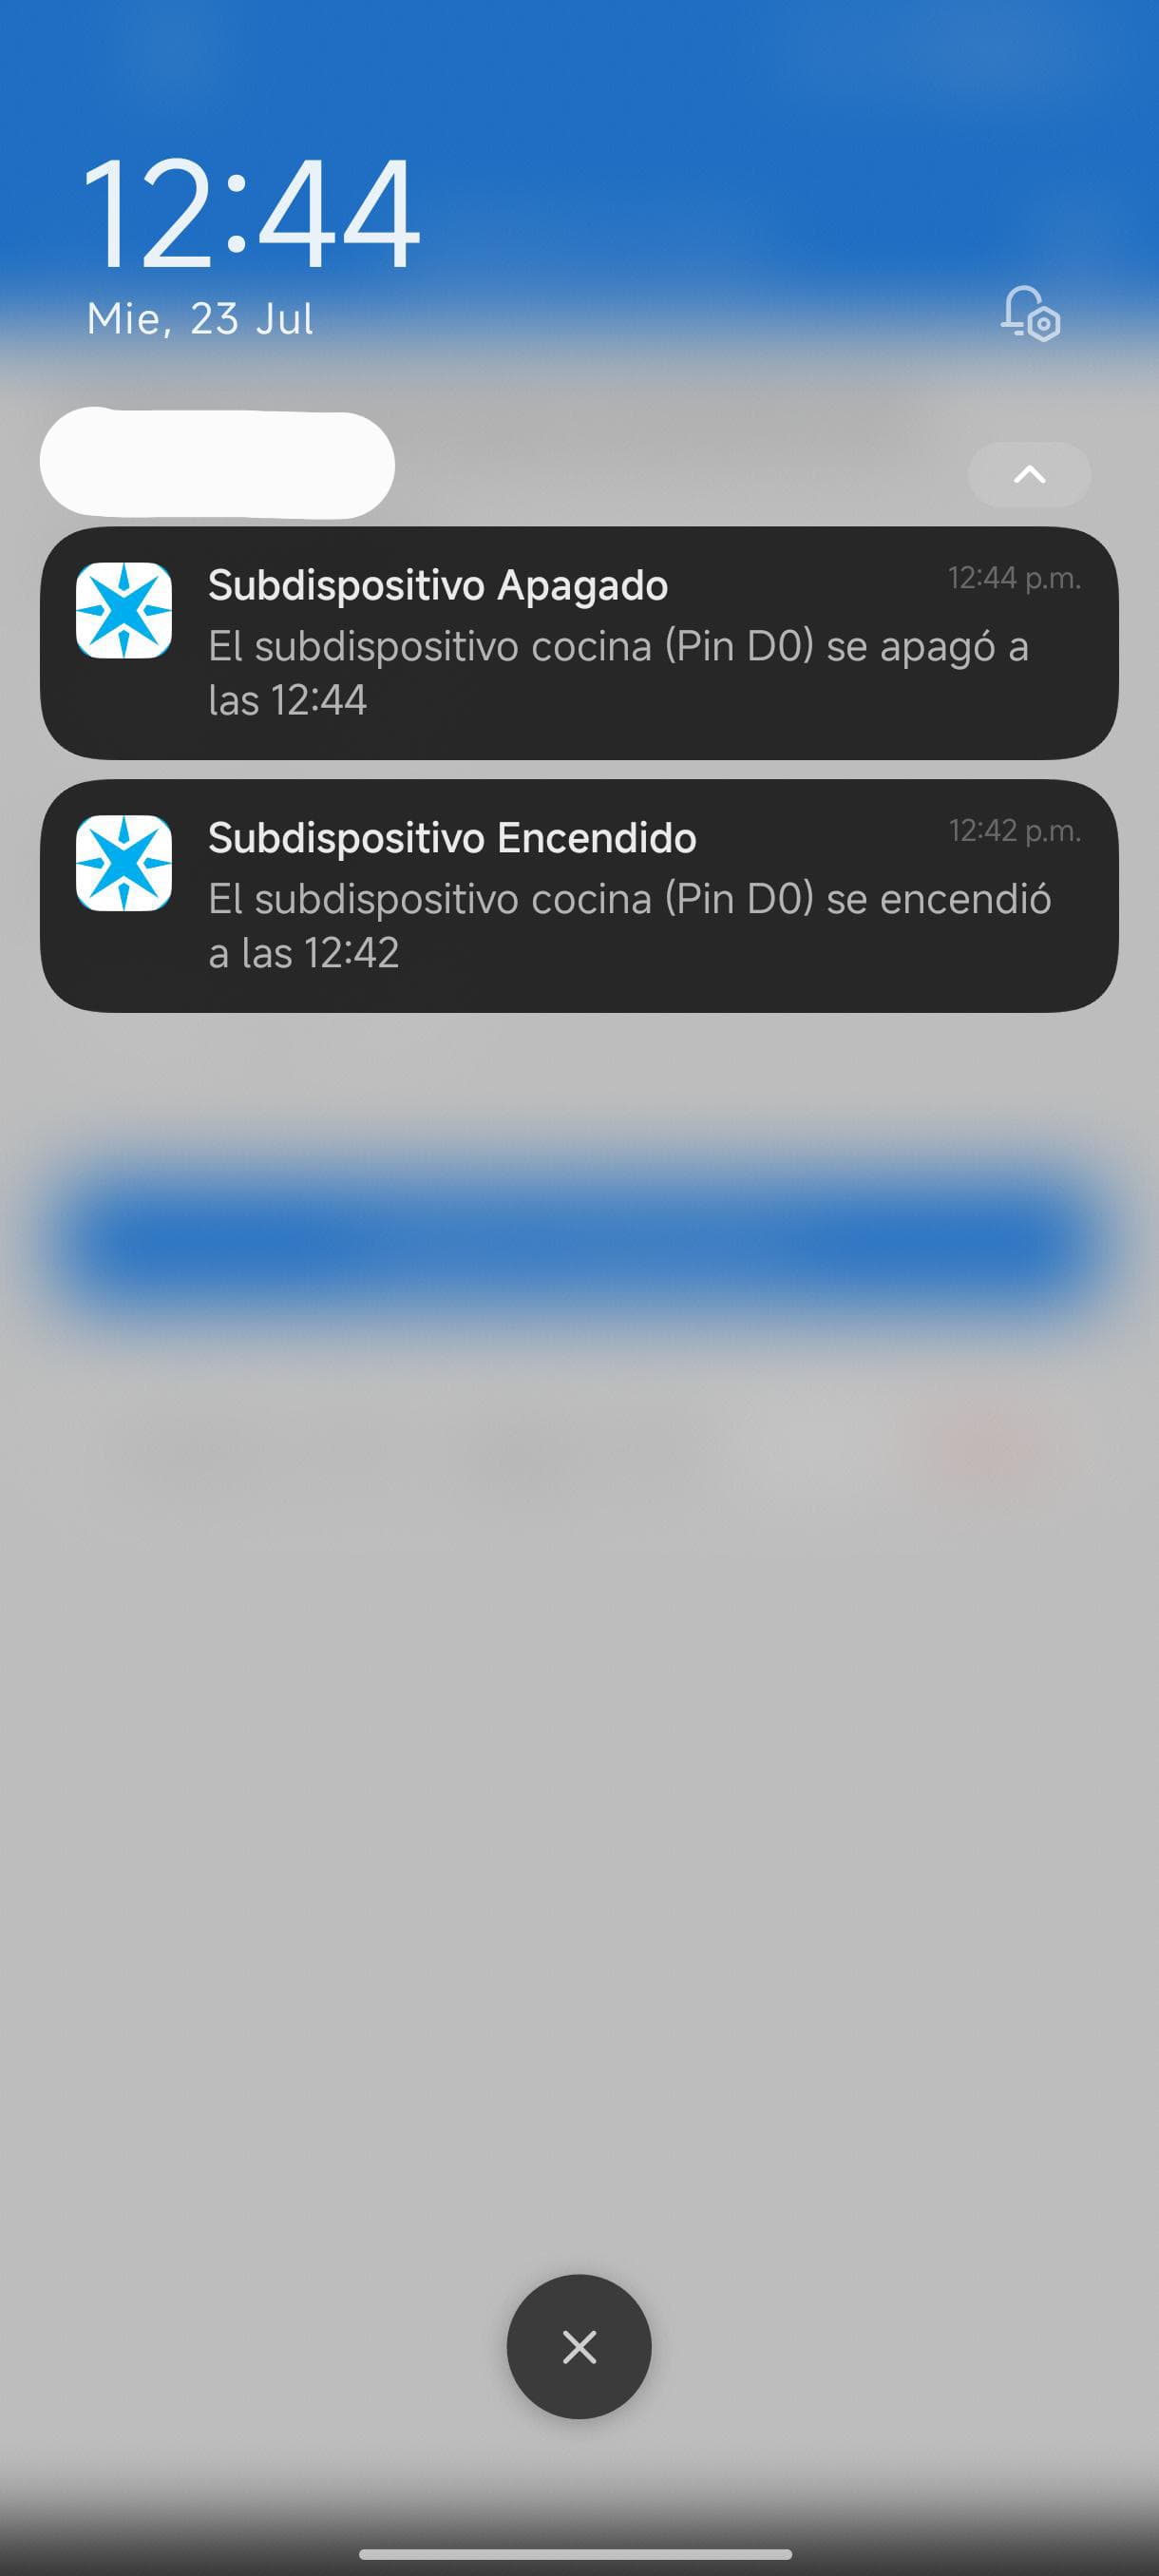 12:44
Mie, 23 Jul
Subdispositivo Apagado
12:44 p.m.
El subdispositivo cocina (Pin D0) se apagó a
las 12:44
Subdispositivo Encendido
12:42 p.m.
El subdispositivo cocina (Pin D0) se encendió
a las 12:42